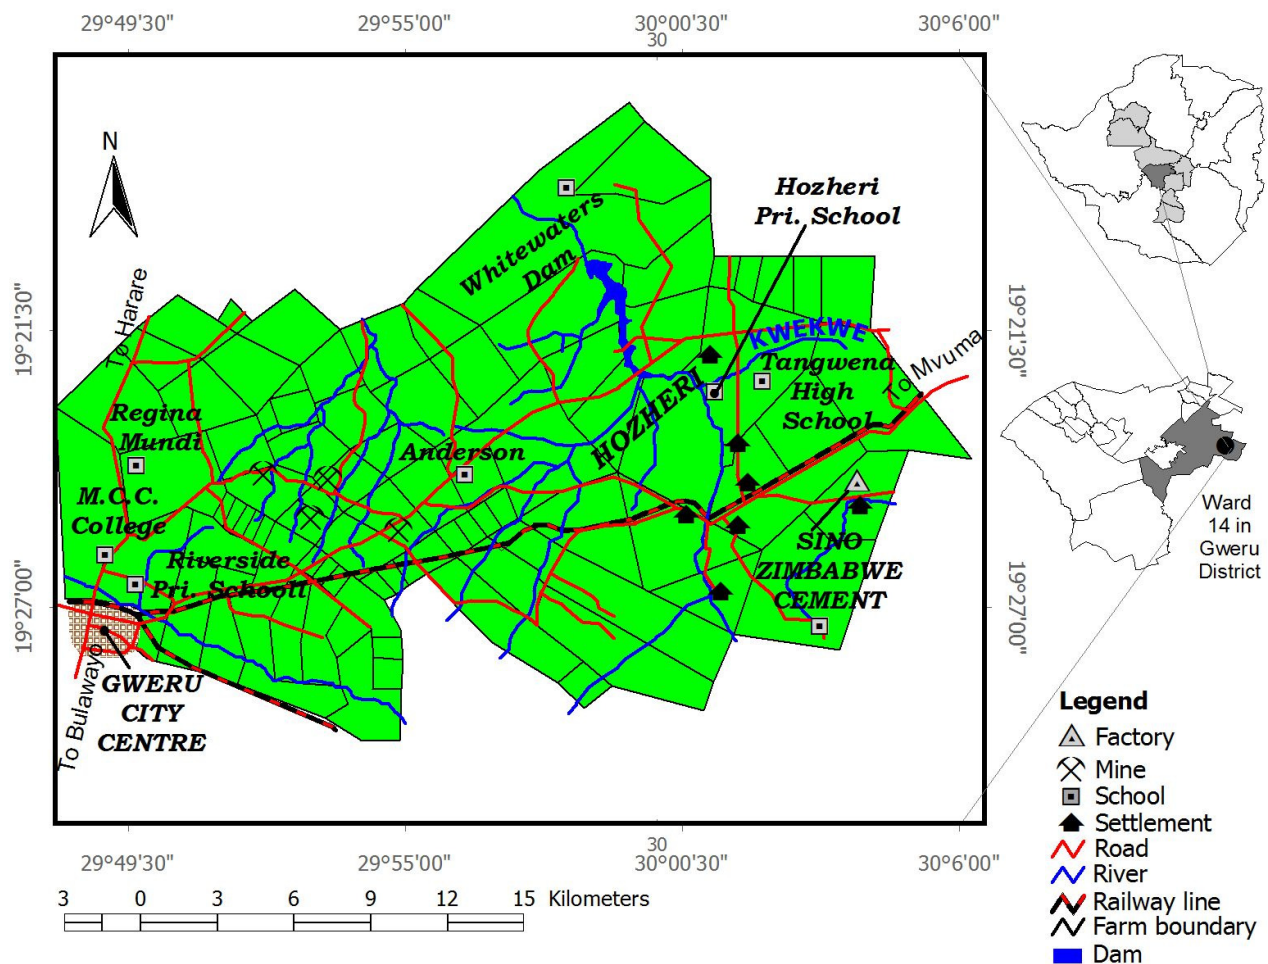 29°49'30"
29°55'00"
30°00'30"
30
30°6'00"
N
To Harare
19°21'30"
19°27'00"
Whitewaters
Dam
Hozheri
Pri. School
KWEKWE
Tangwena
High
School
To Mvuma
HOZHERI
Regina
Mundi
Anderson
M.C.C.
College
Riverside
Pri. Schooll
SINO
ZIMBABWE
CEMENT
GWERU
CITY
CENTRE
To Bulawayo
19°21'30"
19°27'00"
Ward
14 in
Gweru
District
30
29°49'30"
29°55'00"
30°00'30"
30°6'00"
3 0 3 6 9 12 15 Kilometers
Legend
Factory
Mine
School
Settlement
Road
River
Railway line
Farm boundary
Dam